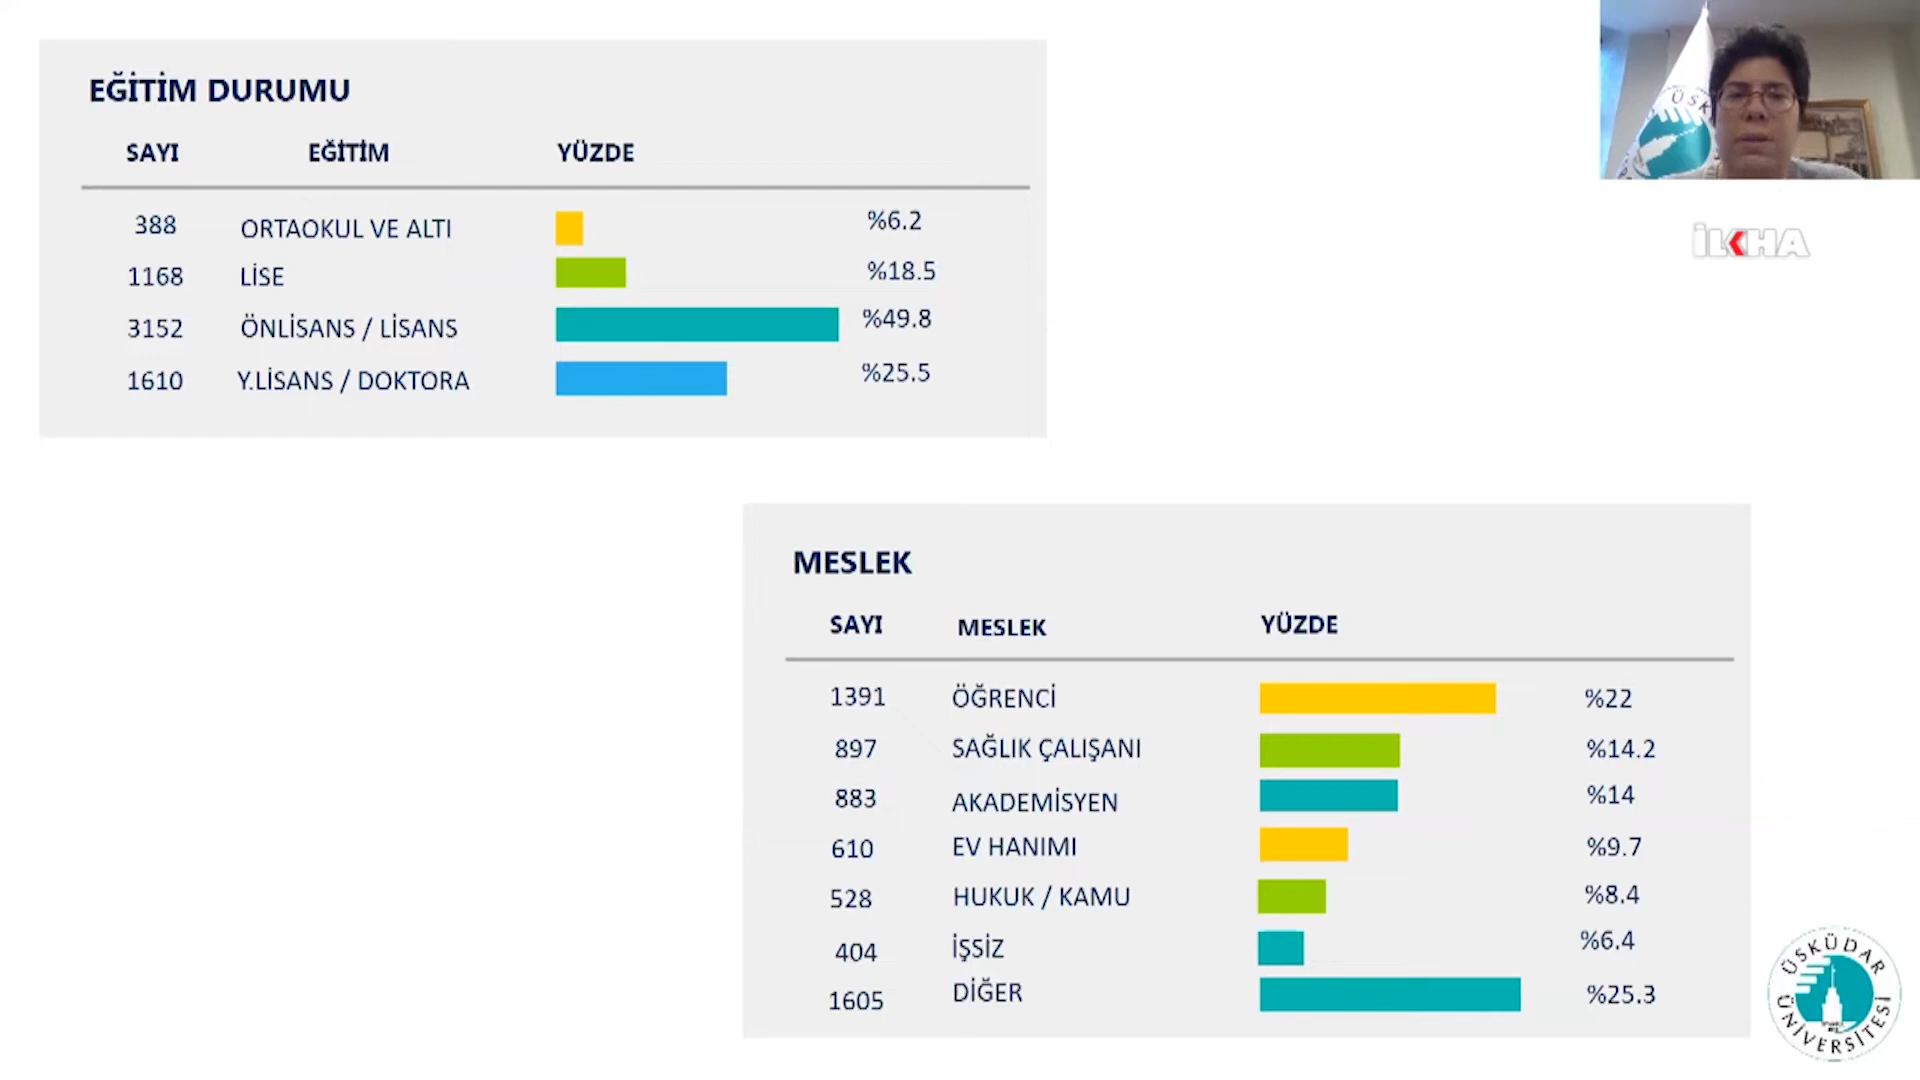 EĞİTİM DURUMU
SAYI EĞİTİM YÜZDE
388 ORTAOKUL VE ALTI %6.2
1168 LİSE %18.5
3152 ÖNLİSANS / LİSANS %49.8
1610 Y.LİSANS / DOKTORA %25.5
ÜSK
İLKHA
MESLEK
SAYI MESLEK YÜZDE
1391 ÖĞRENCİ %22
897 SAĞLIK ÇALIŞANI %14.2
883 AKADEMİSYEN %14
610 EV HANIMI %9.7
528 HUKUK / KAMU %8.4
404 İŞSİZ %6.4
1605 DİĞER %25.3
ÜSKÜDAR
ÜNİVERSİTESİ